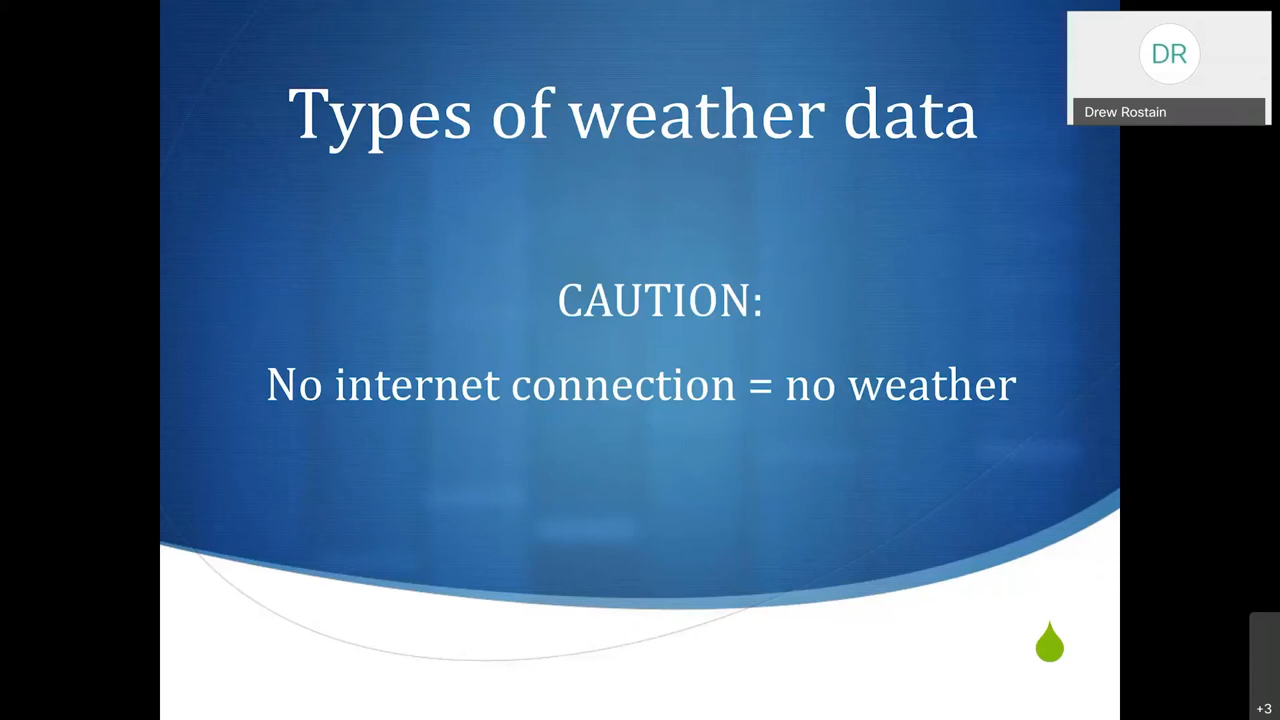 Types of weather data
DR
Drew Rostain
CAUTION:
No internet connection = no weather
+3